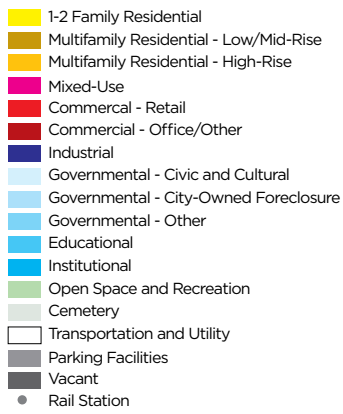 1-2 Family Residential
Multifamily Residential - Low/Mid-Rise
Multifamily Residential - High-Rise
Mixed-Use
Commercal - Retail
Commercial - Office/Other
Industrial
Governmental - Civic and Cultural
Governmental - City-Owned Foreclosure
Governmental - Other
Educational
Institutional
Open Space and Recreation
Cemetery
Transportation and Utility
Parking Facilities
Vacant
Rail Station